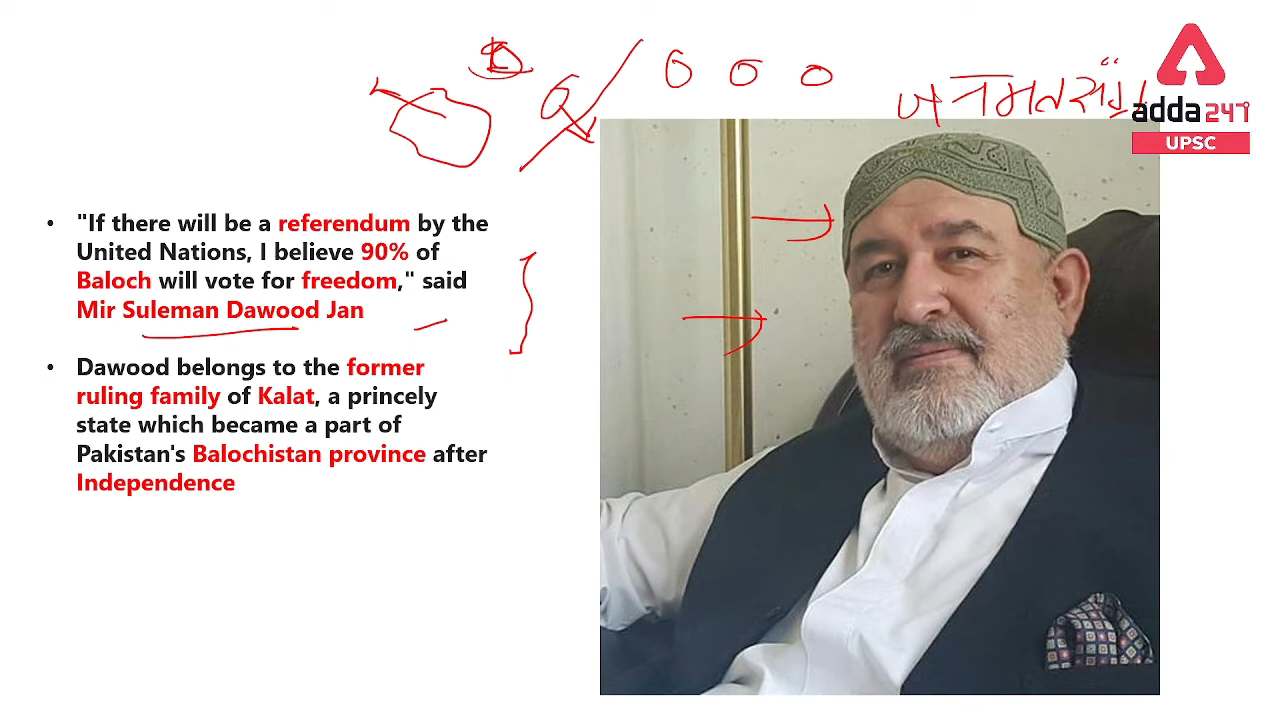 जनमत संग्रह
adda247
UPSC
• "If there will be a referendum by the
United Nations, I believe 90% of
Baloch will vote for freedom," said
Mir Suleman Dawood Jan
• Dawood belongs to the former
ruling family of Kalat, a princely
state which became a part of
Pakistan's Balochistan province after
Independence